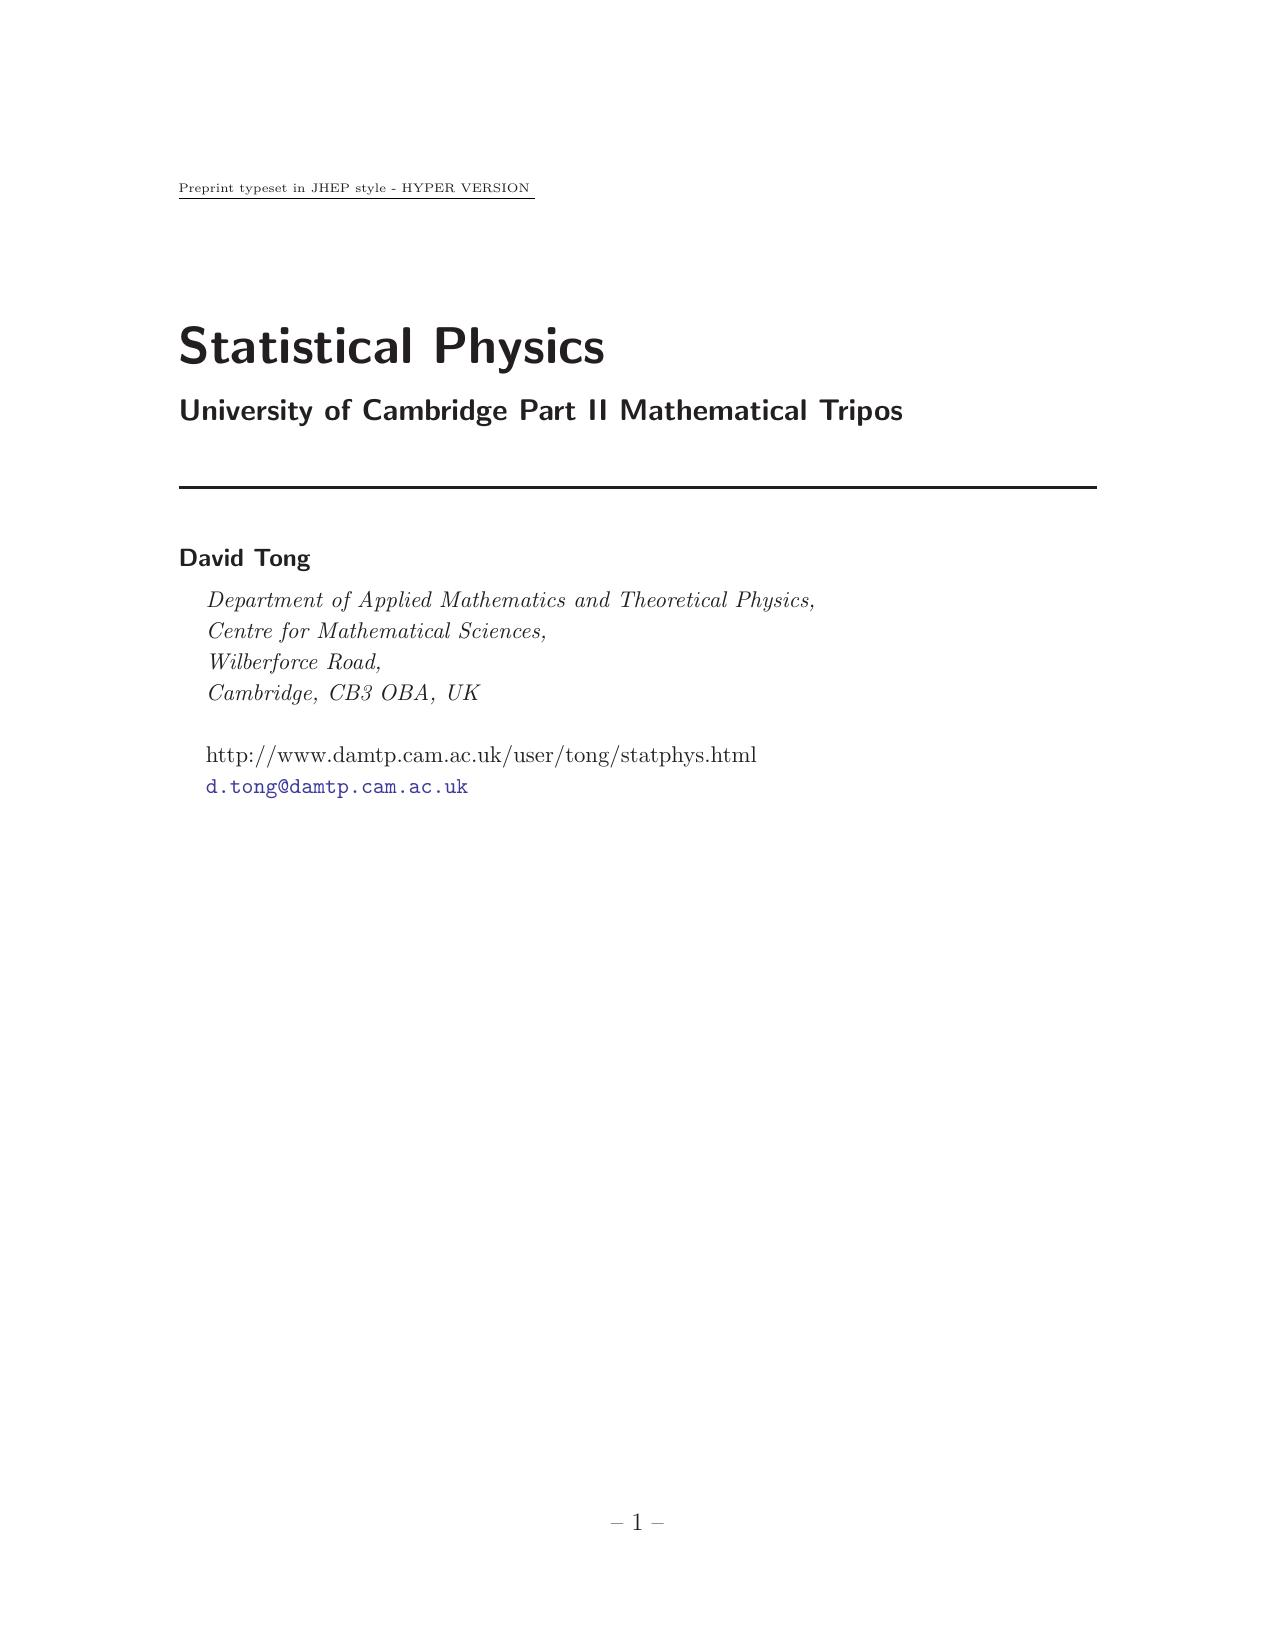 Preprint typeset in JHEP style - HYPER VERSION
Statistical Physics
University of Cambridge Part II Mathematical Tripos
David Tong
Department of Applied Mathematics and Theoretical Physics,
Centre for Mathematical Sciences,
Wilberforce Road,
Cambridge, CB3 OBA, UK
http://www.damtp.cam.ac.uk/user/tong/statphys.html
d.tong@damtp.cam.ac.uk
– 1 –